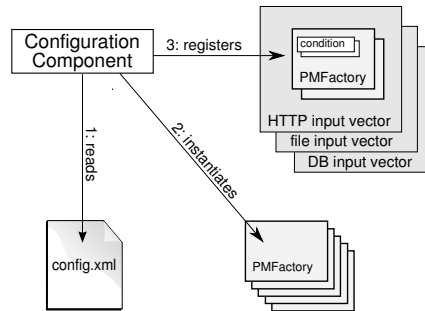 Configuration
Component
3: registers
condition
PMFactory
HTTP input vector
file input vector
DB input vector
1: reads
2: instantiates
config.xml
PMFactory